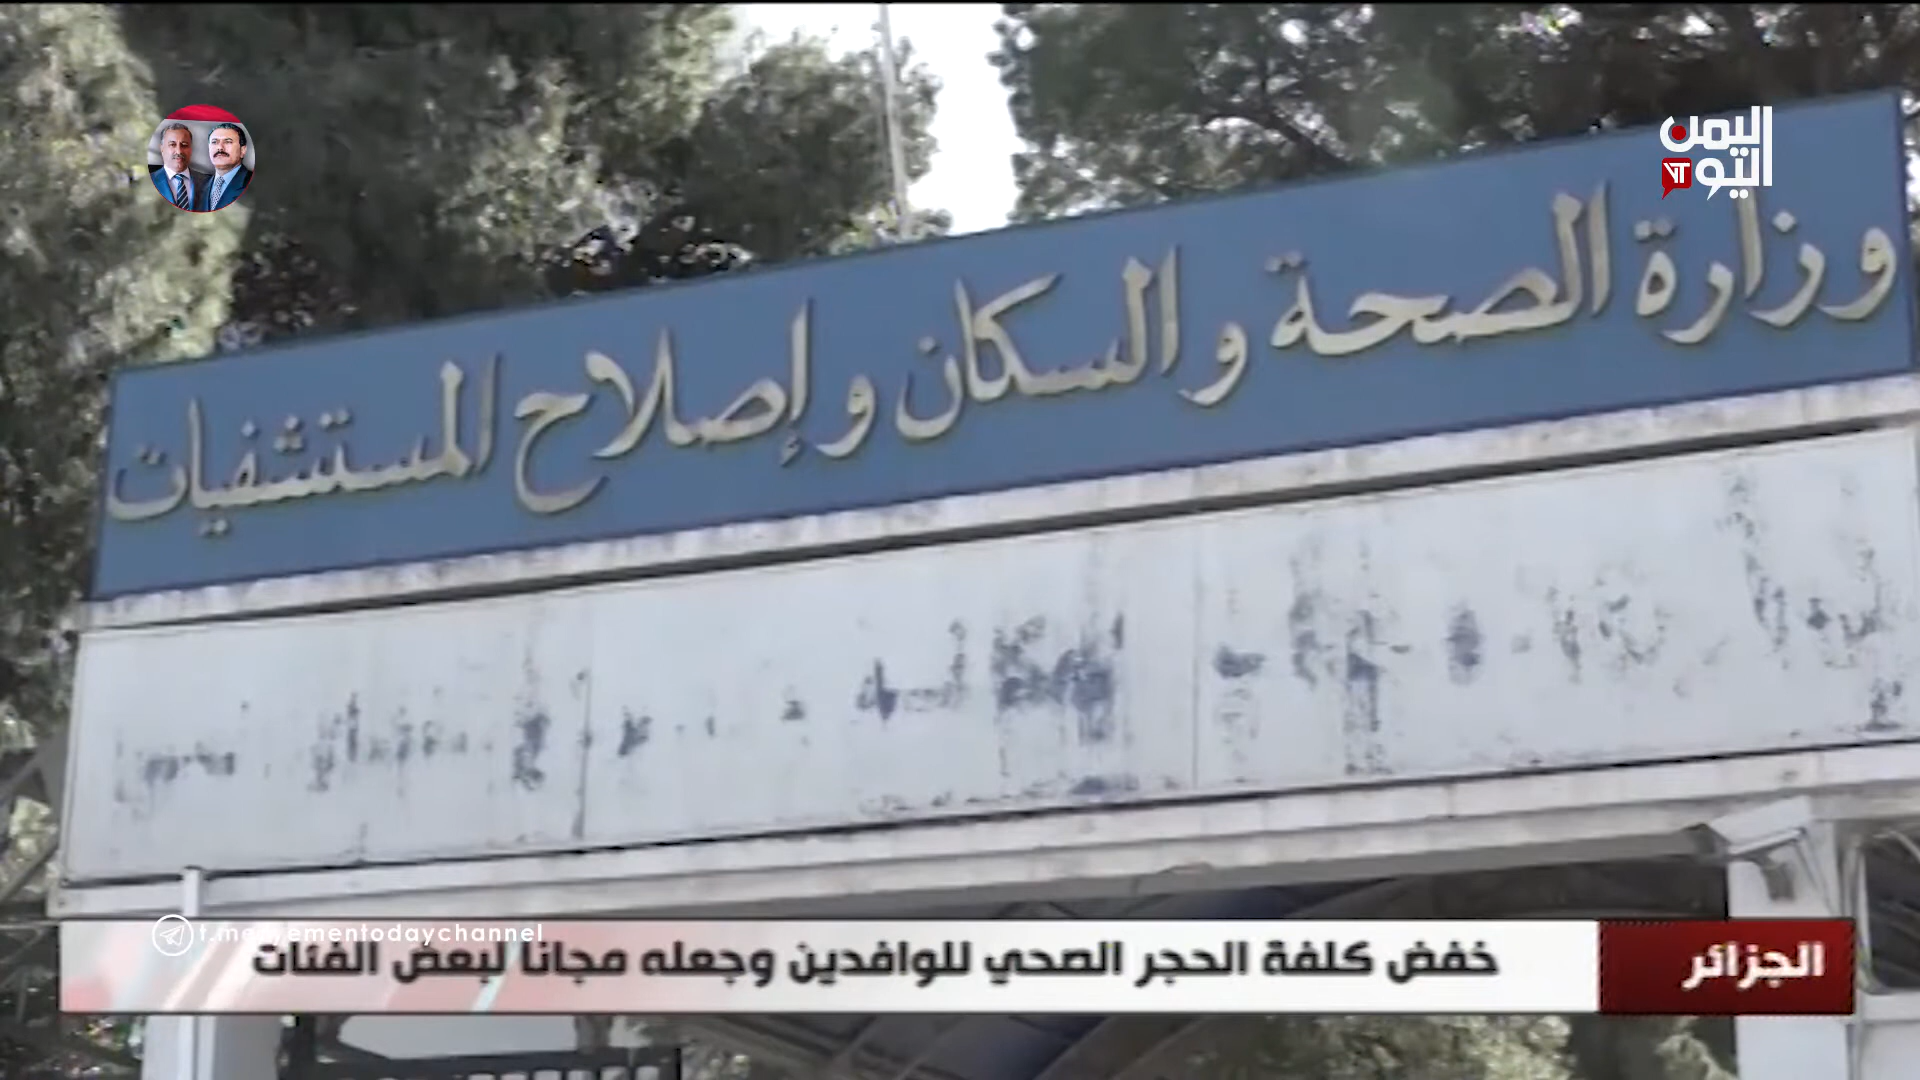 اليمن
اليوم
YT
وزارة الصحة و السكان و إصلاح المستشفيات
t.me/yementodaychannel
الجزائر
خفض كلفة الحجر الصحي للوافدين وجعله مجانا لبعض الفئات